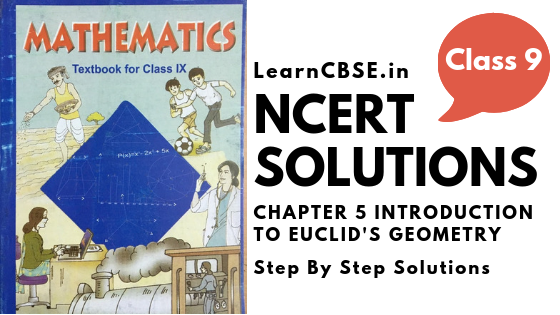 MATHEMATICS
Textbook for Class IX
LearnCBSE.in
Class 9
NCERT
SOLUTIONS
CHAPTER 5 INTRODUCTION
TO EUCLID'S GEOMETRY
Step By Step Solutions